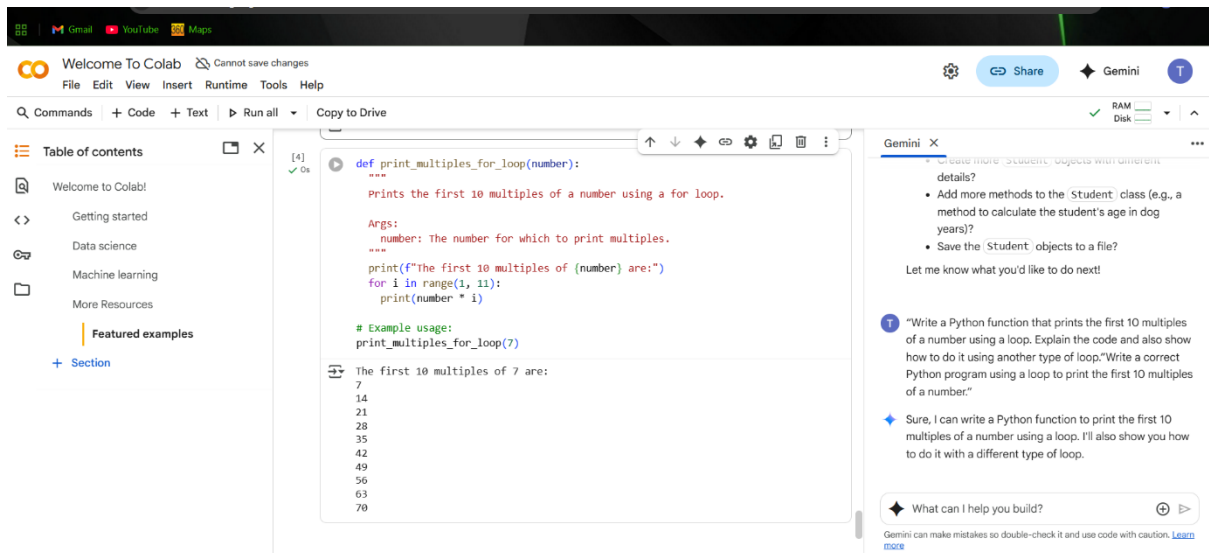 Gmail
YouTube
Maps
Welcome To Colab
Cannot save changes
File Edit View Insert Runtime Tools Help
Share
Gemini
T
Commands + Code + Text Run all Copy to Drive
RAM
Disk
Table of contents
Welcome to Colab!
Getting started
Data science
Machine learning
More Resources
Featured examples
+ Section
[4]
0s
def print_multiples_for_loop(number):
"""
Prints the first 10 multiples of a number using a for loop.
Args:
number: The number for which to print multiples.
"""
print(f"The first 10 multiples of {number} are:")
for i in range(1, 11):
print(number * i)
# Example usage:
print_multiples_for_loop(7)
The first 10 multiples of 7 are:
7
14
21
28
35
42
49
56
63
70
Gemini
Create more Student objects with different
details?
• Add more methods to the Student class (e.g., a
method to calculate the student's age in dog
years)?
• Save the Student objects to a file?
Let me know what you'd like to do next!
T
“Write a Python function that prints the first 10 multiples
of a number using a loop. Explain the code and also show
how to do it using another type of loop.“Write a correct
Python program using a loop to print the first 10 multiples
of a number.”
Sure, I can write a Python function to print the first 10
multiples of a number using a loop. I'll also show you how
to do it with a different type of loop.
What can I help you build?
Gemini can make mistakes so double-check it and use code with caution. Learn
more